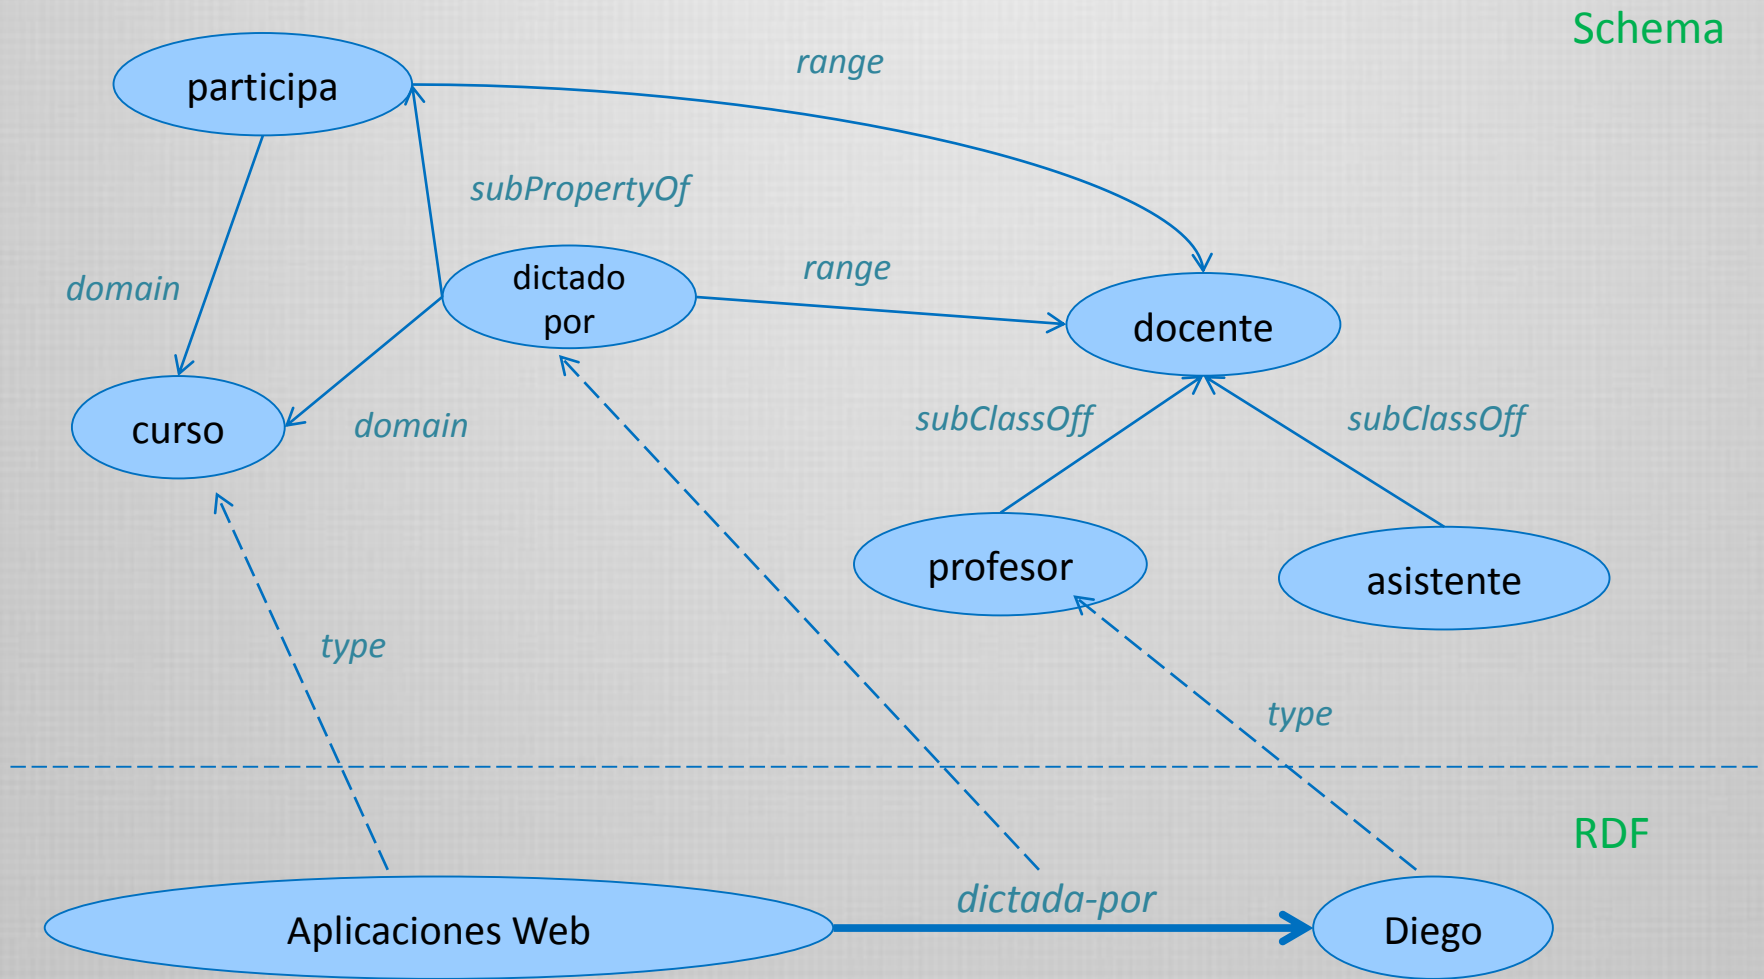 Schema
participa
range
subPropertyOf
dictado
por
range
domain
docente
curso
domain
subClassOff
subClassOff
profesor
asistente
type
type
RDF
dictada-por
Aplicaciones Web
Diego